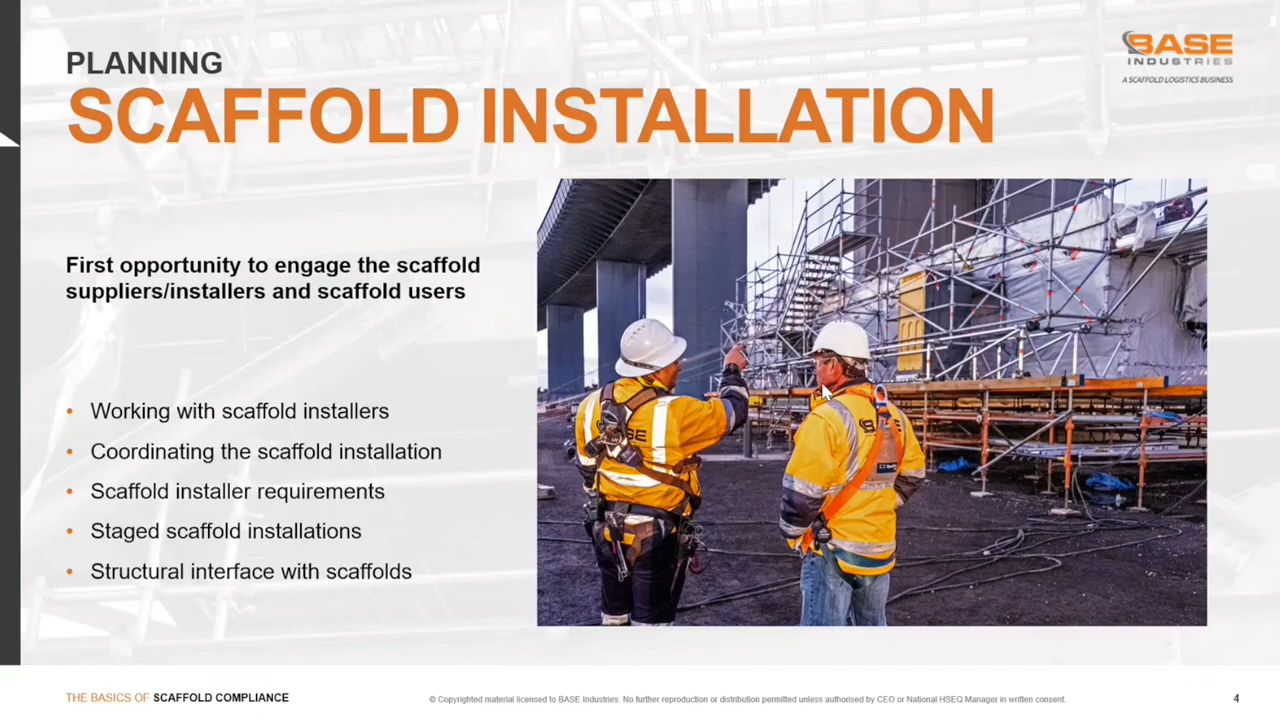 PLANNING
SCAFFOLD INSTALLATION
BASE
INDUSTRIES
A SCAFFOLD LOGISTICS BUSINESS
First opportunity to engage the scaffold
suppliers/installers and scaffold users
• Working with scaffold installers
• Coordinating the scaffold installation
• Scaffold installer requirements
• Staged scaffold installations
• Structural interface with scaffolds
THE BASICS OF SCAFFOLD COMPLIANCE
© Copyrighted material licensed to BASE Industries. No further reproduction or distribution permitted unless authorised by CEO or National HSEQ Manager in written consent.
4